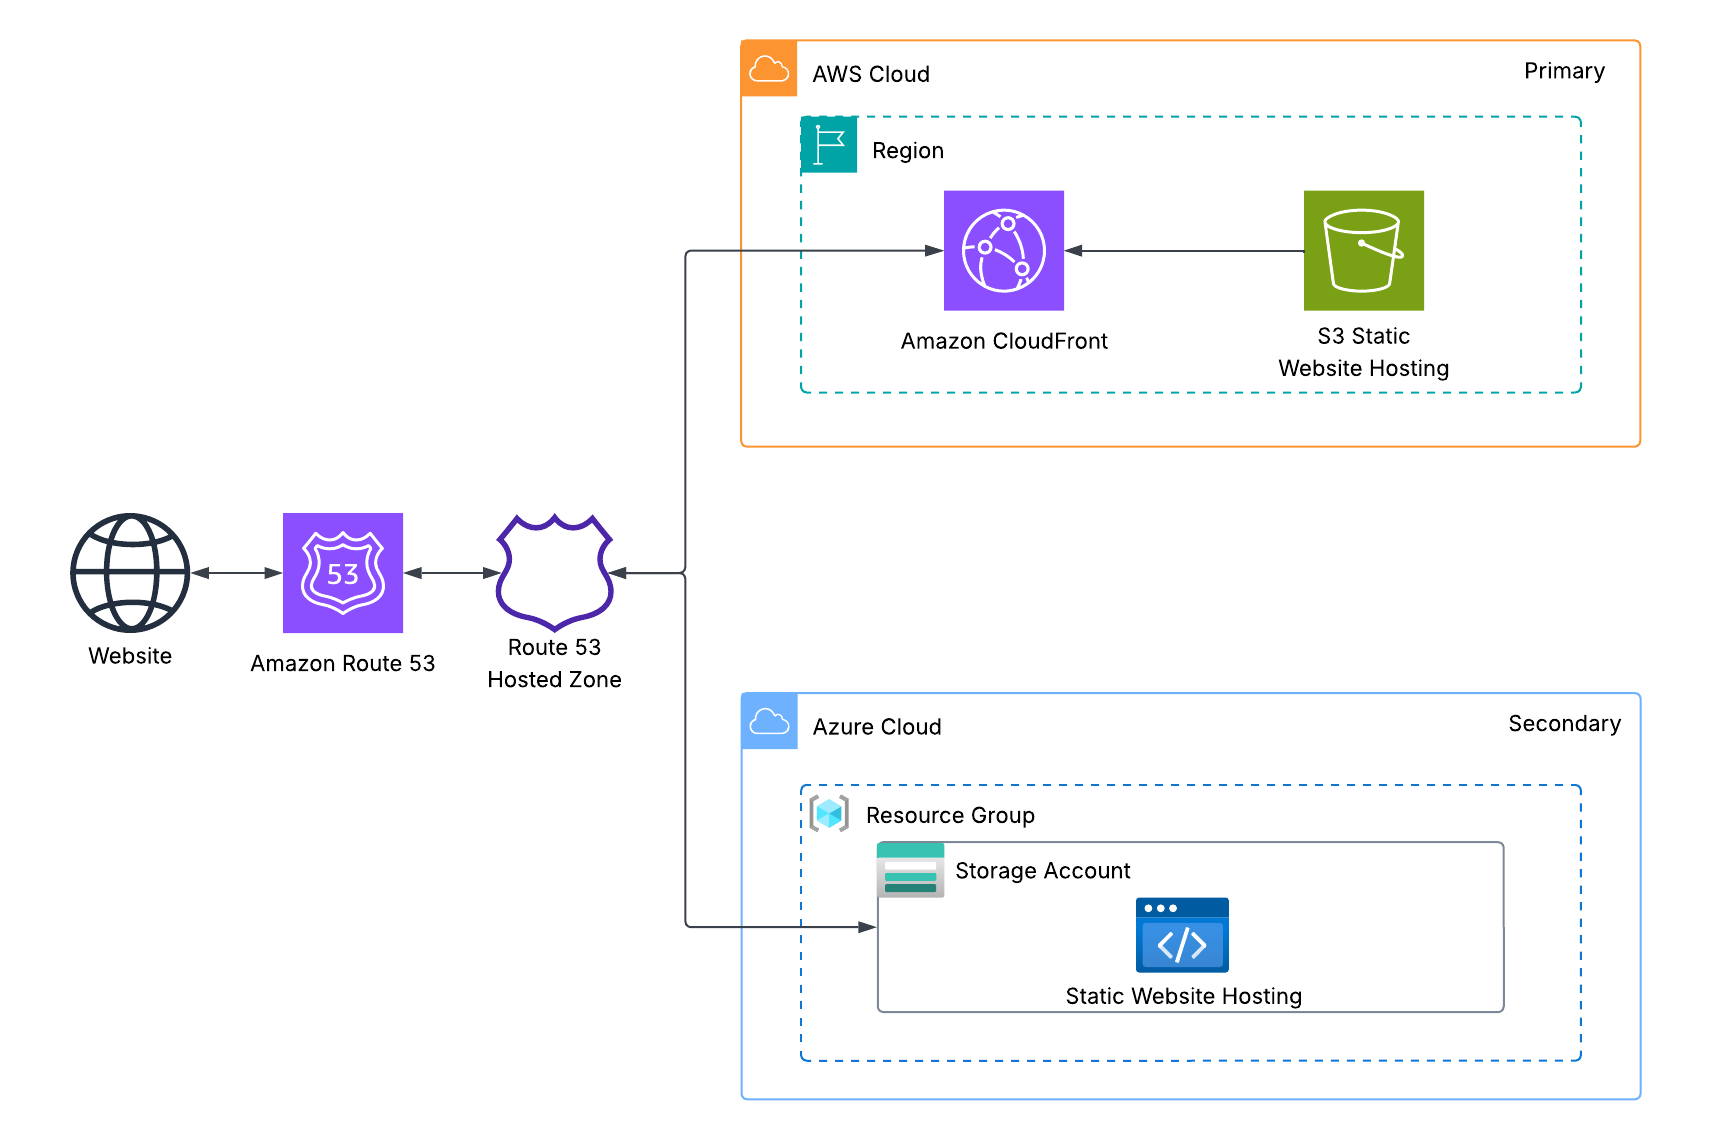 AWS Cloud
Primary
Region
Amazon CloudFront
S3 Static
Website Hosting
Website
53
Amazon Route 53
Route 53
Hosted Zone
Azure Cloud
Secondary
Resource Group
Storage Account
</>
Static Website Hosting